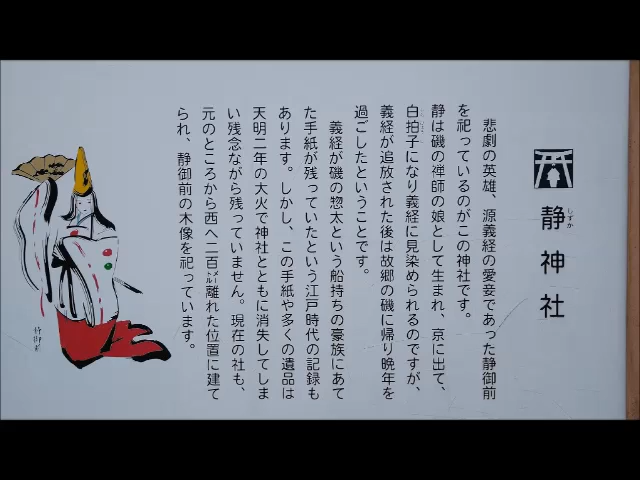 静神社
しずか
悲劇の英雄、源義経の愛妾であった静御前
を祀っているのがこの神社です。
静は磯の禅師の娘として生まれ、京に出て、
白拍子になり義経に見染められるのですが、
義経が追放された後は故郷の磯に帰り晩年を
過ごしたということです。
義経が磯の惣太という船持ちの豪族にあて
た手紙が残っていたという江戸時代の記録も
あります。しかし、この手紙や多くの遺品は
天明二年の大火で神社とともに消失してしま
い残念ながら残っていません。現在の社も、
元のところから西へ二百メートル離れた位置に建て
られ、静御前の木像を祀っています。